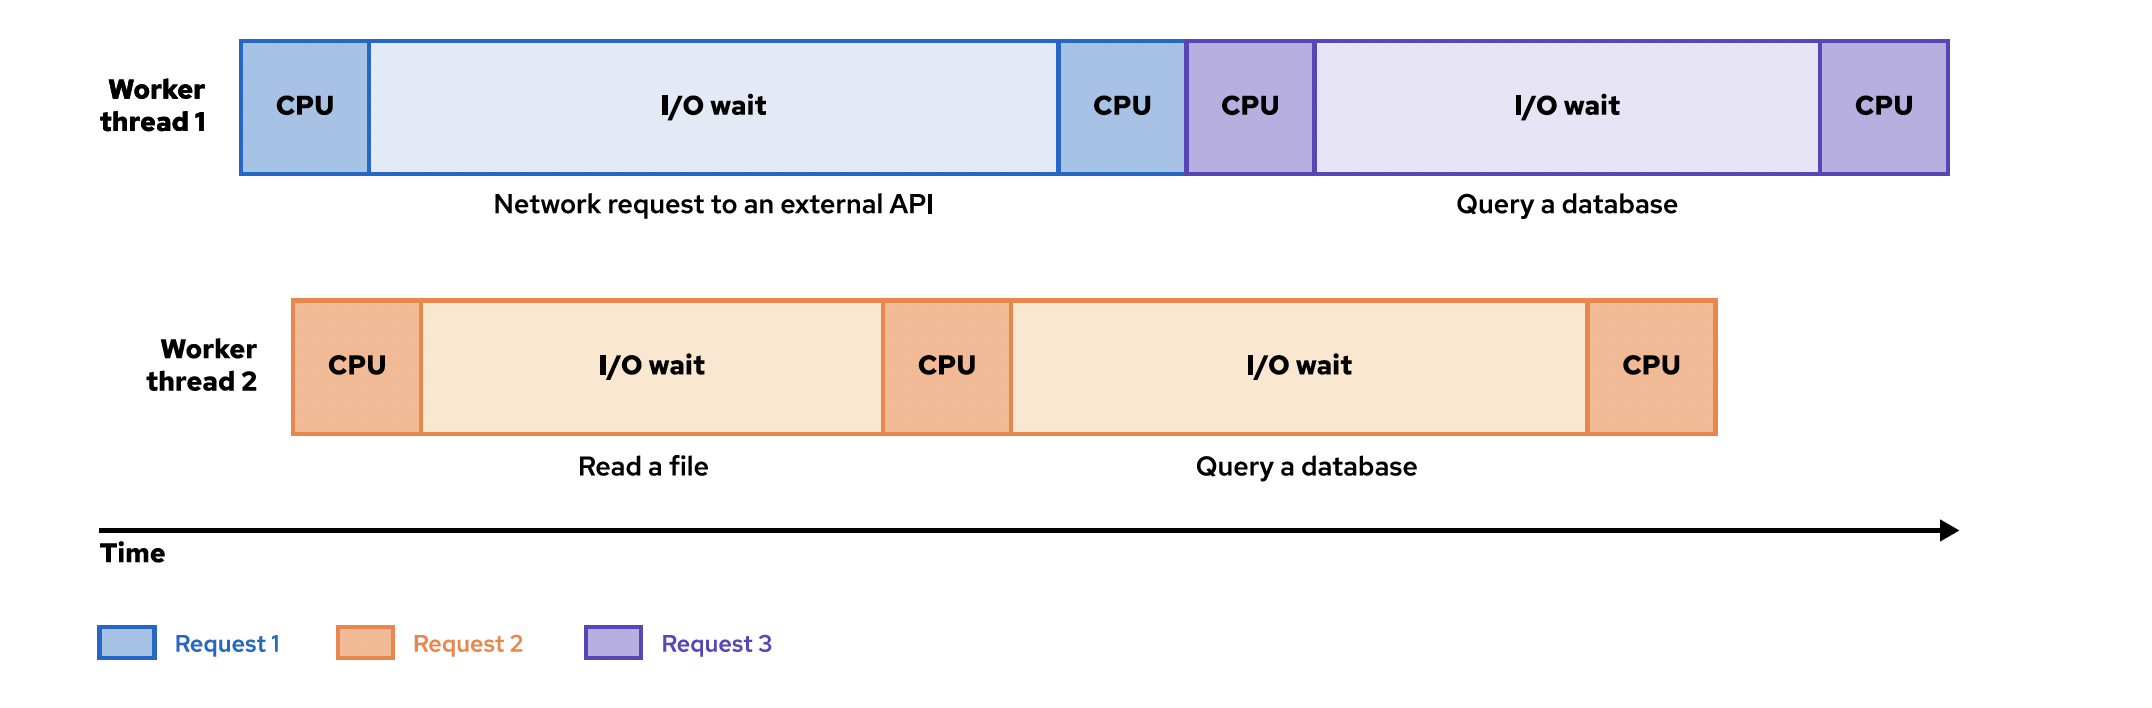 Worker
thread 1
CPU
I/O wait
CPU
CPU
I/O wait
CPU
Network request to an external API
Query a database
Worker
thread 2
CPU
I/O wait
CPU
I/O wait
CPU
Read a file
Query a database
Time
Request 1
Request 2
Request 3